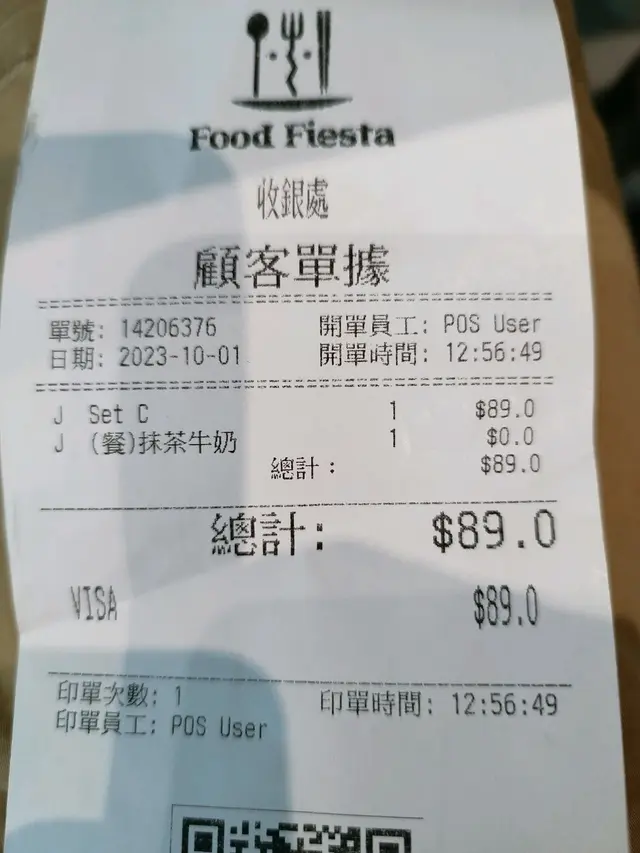 Food Fiesta
收銀處
顧客單據
單號: 14206376 開單員工: POS User
日期: 2023-10-01 開單時間: 12:56:49
J Set C 1 $89.0
J (餐)抹茶牛奶 1 $0.0
總計: $89.0
總計: $89.0
VISA $89.0
印單次數: 1 印單時間: 12:56:49
印單員工: POS User